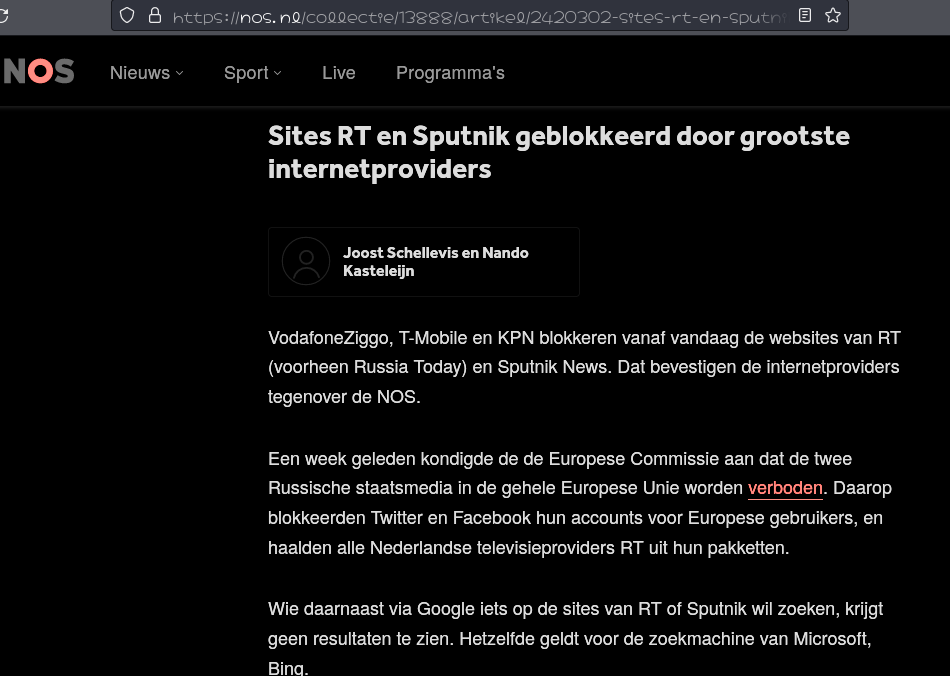 https://nos.nl/collectie/13888/artikel/2420302-sites-rt-en-sputn
NOS
Nieuws
Sport
Live
Programma's
Sites RT en Sputnik geblokkeerd door grootste
internetproviders
Joost Schellevis en Nando
Kasteleijn
VodafoneZiggo, T-Mobile en KPN blokkeren vanaf vandaag de websites van RT
(voorheen Russia Today) en Sputnik News. Dat bevestigen de internetproviders
tegenover de NOS.
Een week geleden kondigde de de Europese Commissie aan dat de twee
Russische staatsmedia in de gehele Europese Unie worden verboden. Daarop
blokkeerden Twitter en Facebook hun accounts voor Europese gebruikers, en
haalden alle Nederlandse televisieproviders RT uit hun pakketten.
Wie daarnaast via Google iets op de sites van RT of Sputnik wil zoeken, krijgt
geen resultaten te zien. Hetzelfde geldt voor de zoekmachine van Microsoft,
Bing.